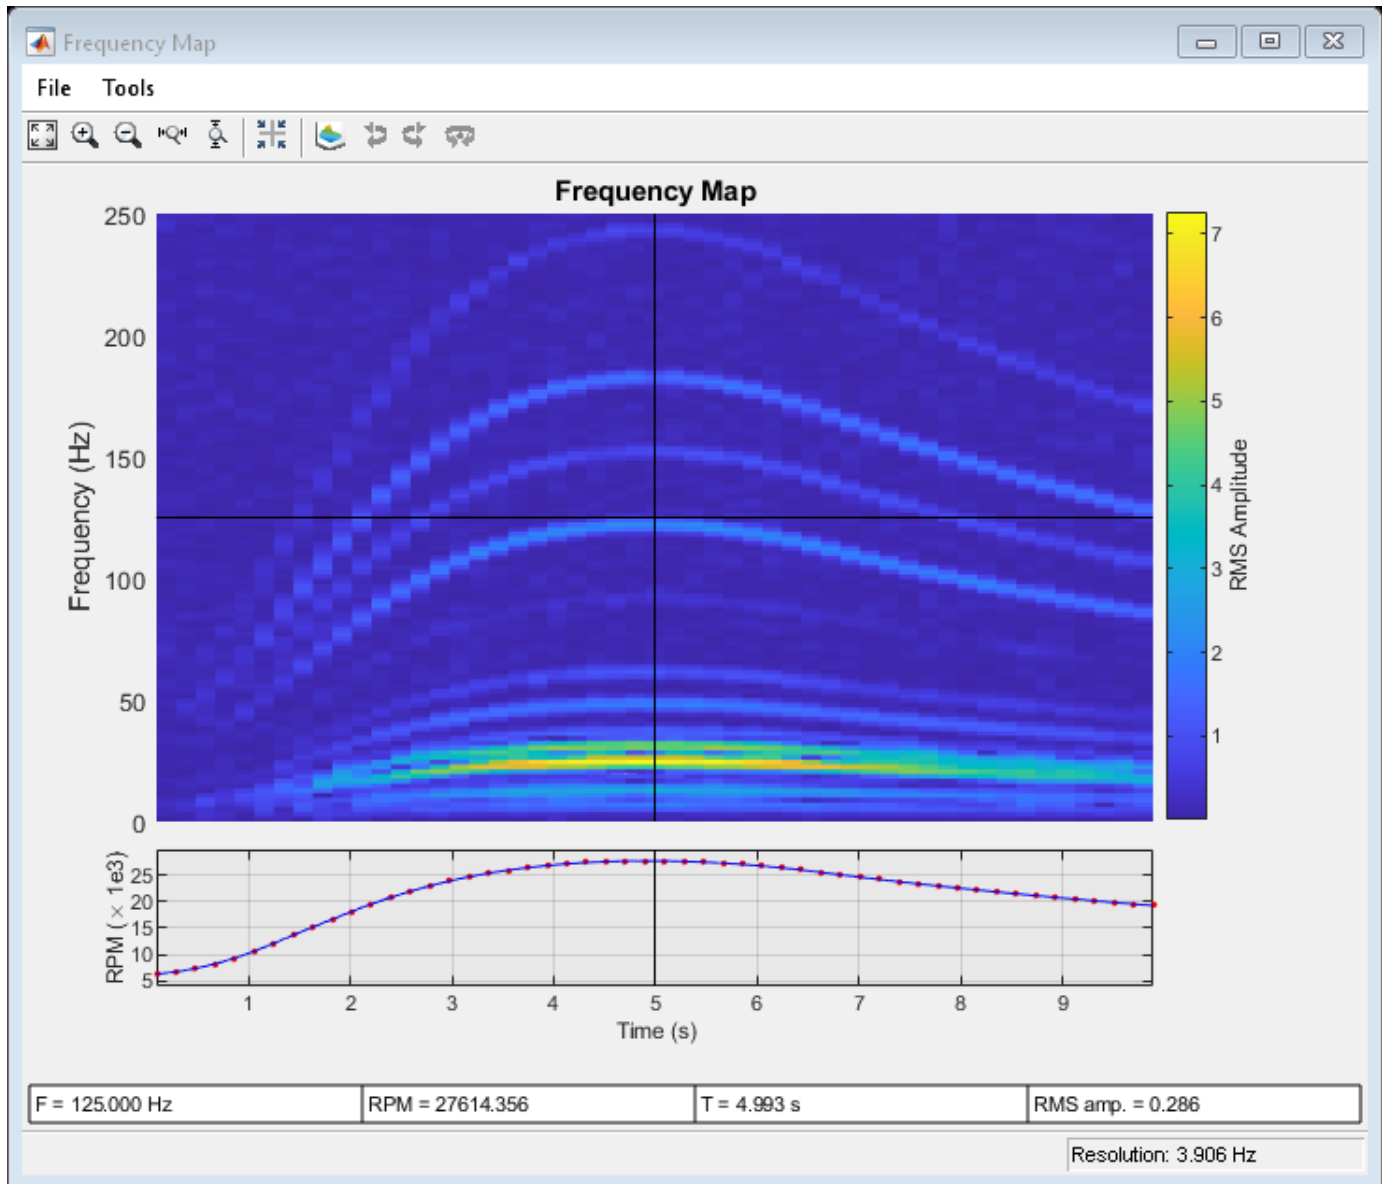 Frequency Map
File Tools
Frequency Map
250
200
150
100
50
0
Frequency (Hz)
7
6
5
4
3
2
1
RMS Amplitude
25
20
15
10
5
RPM ( × 1e3)
1 2 3 4 5 6 7 8 9
Time (s)
F = 125.000 Hz RPM = 27614.356 T = 4.993 s RMS amp. = 0.286
Resolution: 3.906 Hz